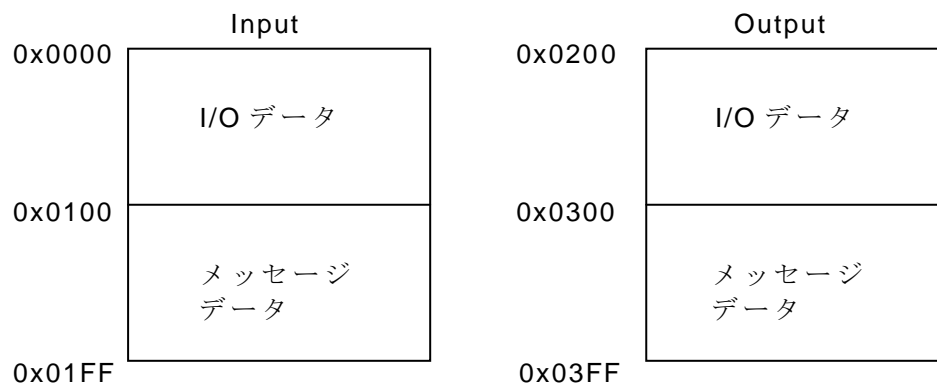 Input
0x0000
I/O データ
0x0100
メッセージ
データ
0x01FF
Output
0x0200
I/O データ
0x0300
メッセージ
データ
0x03FF